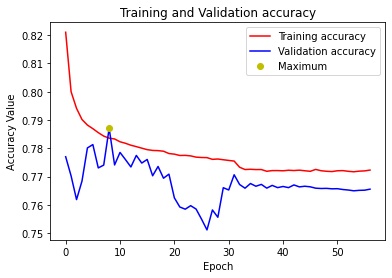 Training and Validation accuracy
Training accuracy
Validation accuracy
Maximum
Accuracy Value
0.82
0.81
0.80
0.79
0.78
0.77
0.76
0.75
0 10 20 30 40 50
Epoch